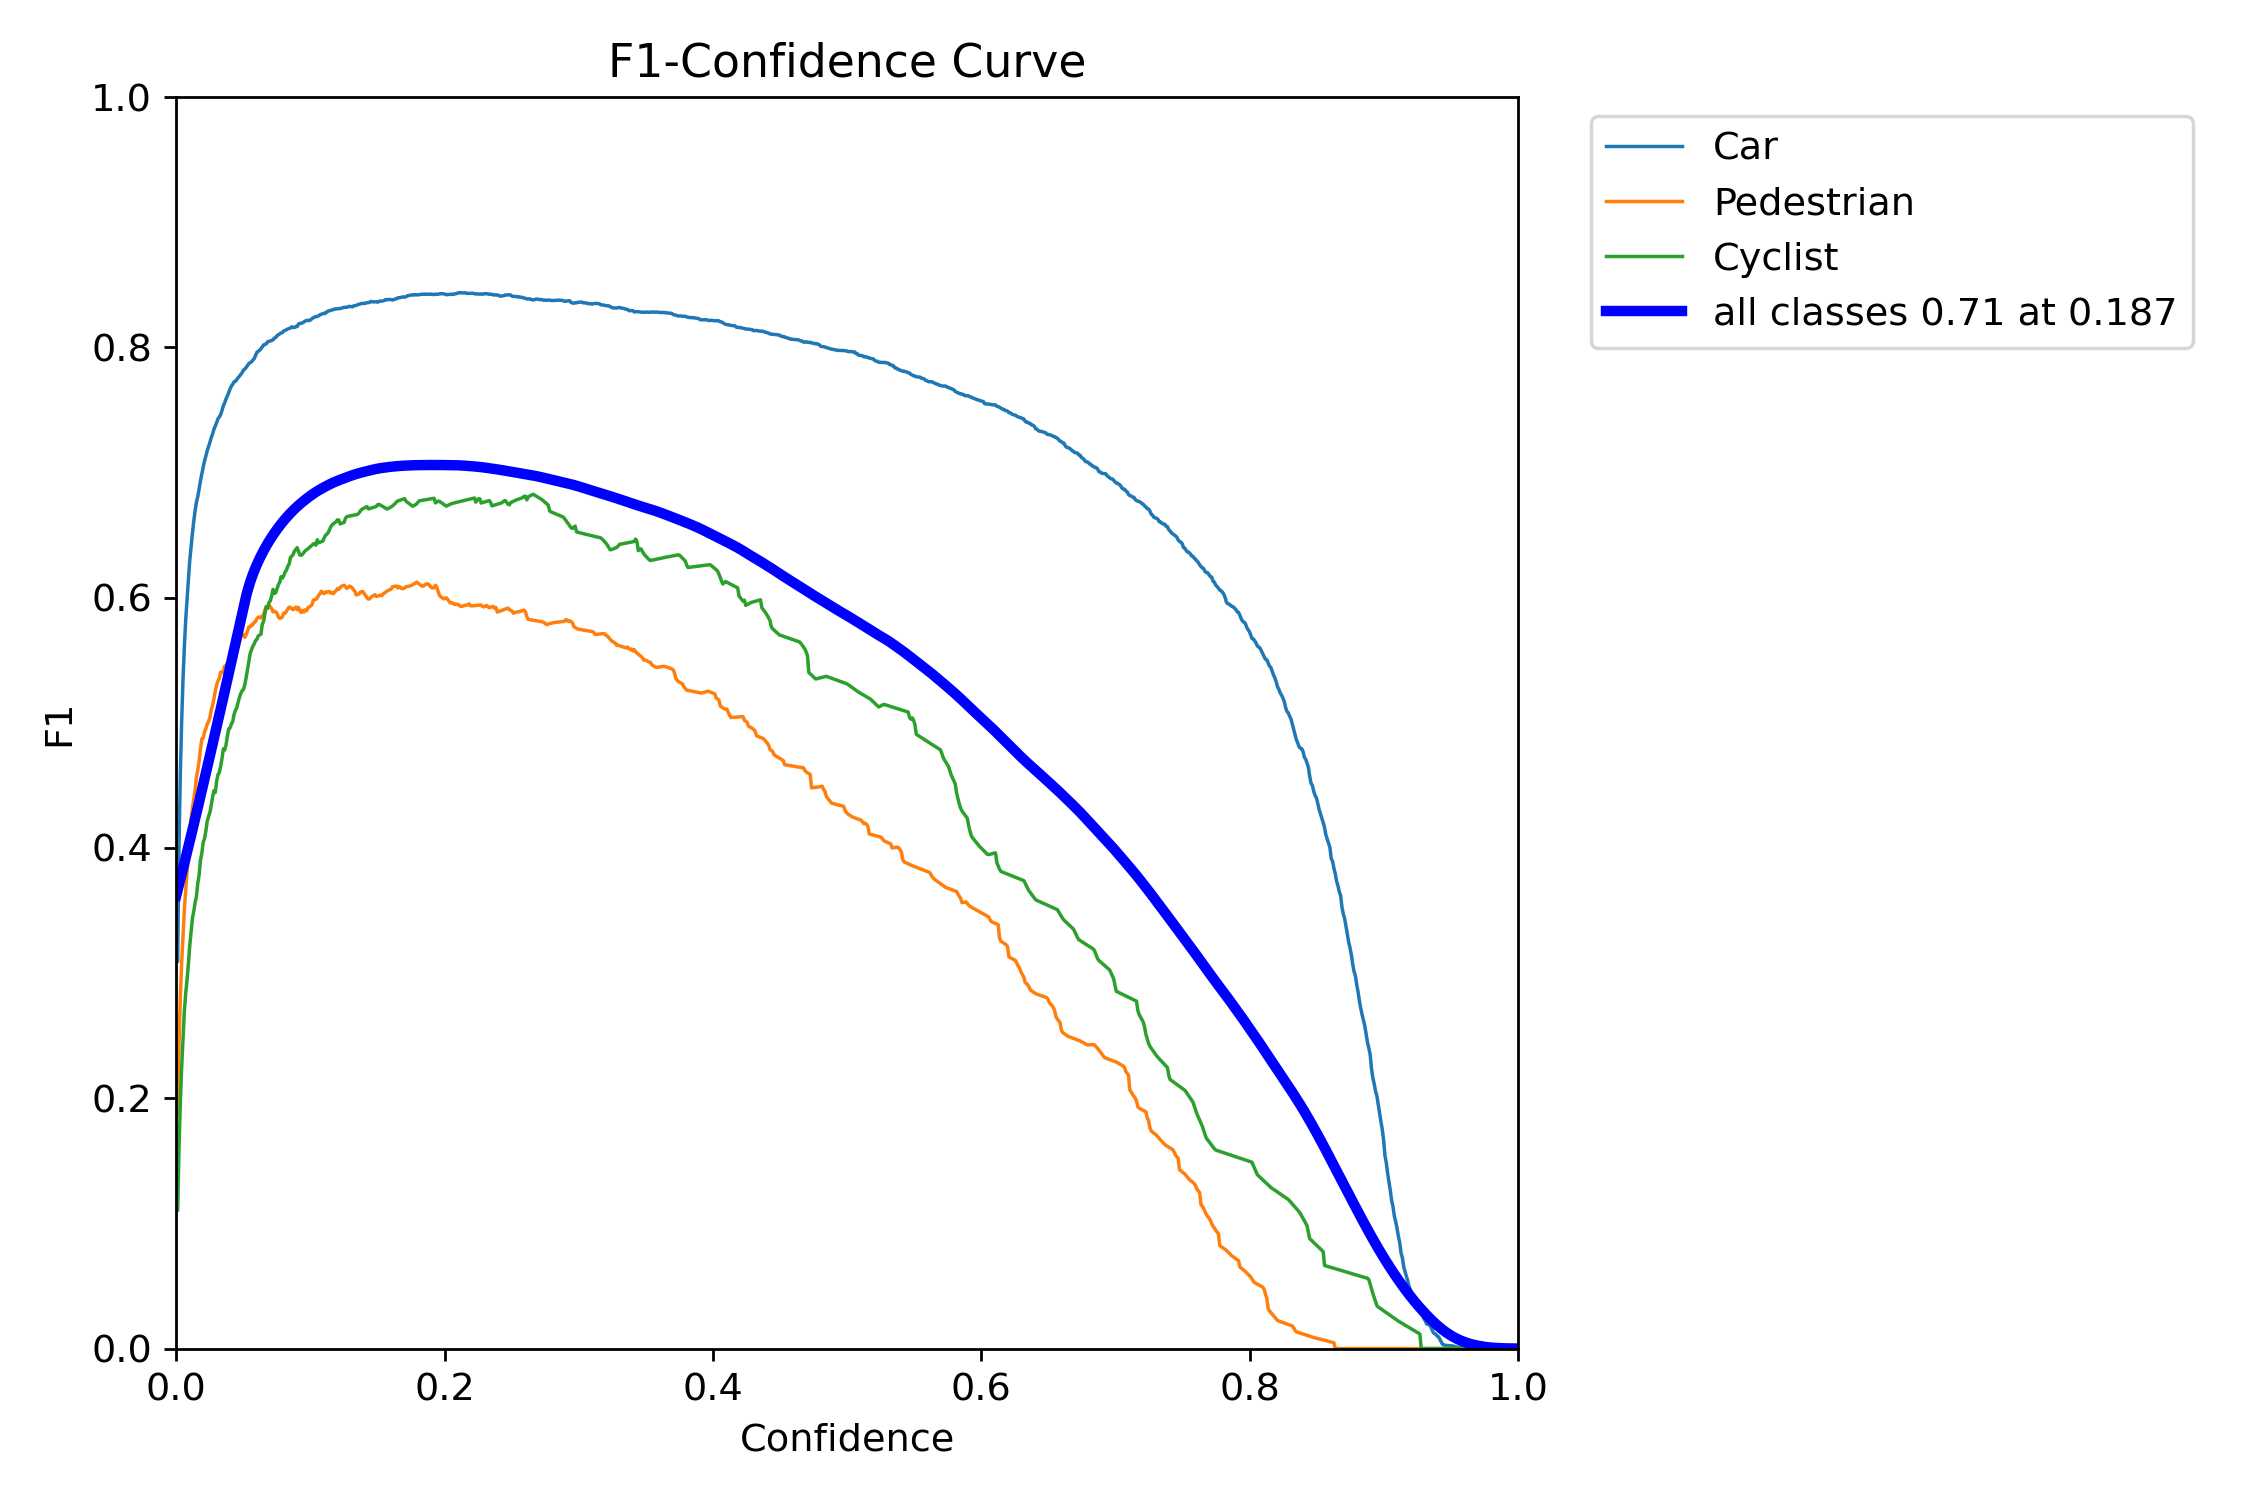 F1-Confidence Curve
1.0
0.8
0.6
0.4
0.2
0.0
F1
0.0 0.2 0.4 0.6 0.8 1.0
Confidence
Car
Pedestrian
Cyclist
all classes 0.71 at 0.187